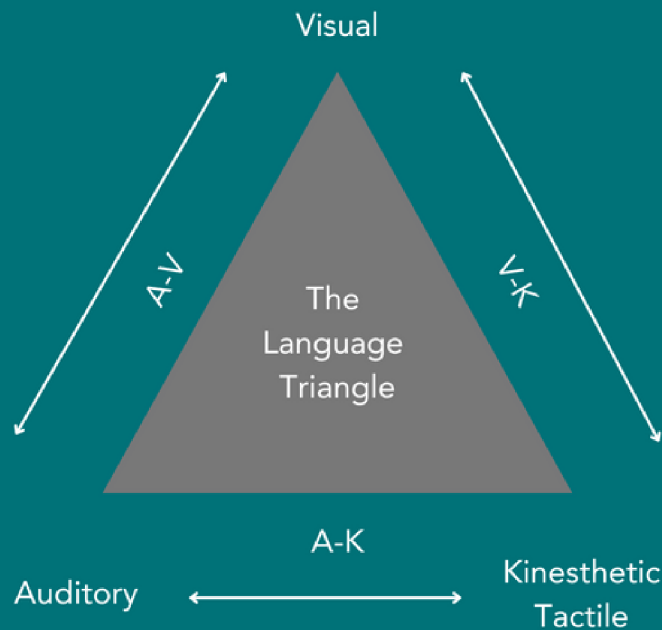 Visual
A-V
V-K
The
Language
Triangle
A-K
Auditory
Kinesthetic
Tactile